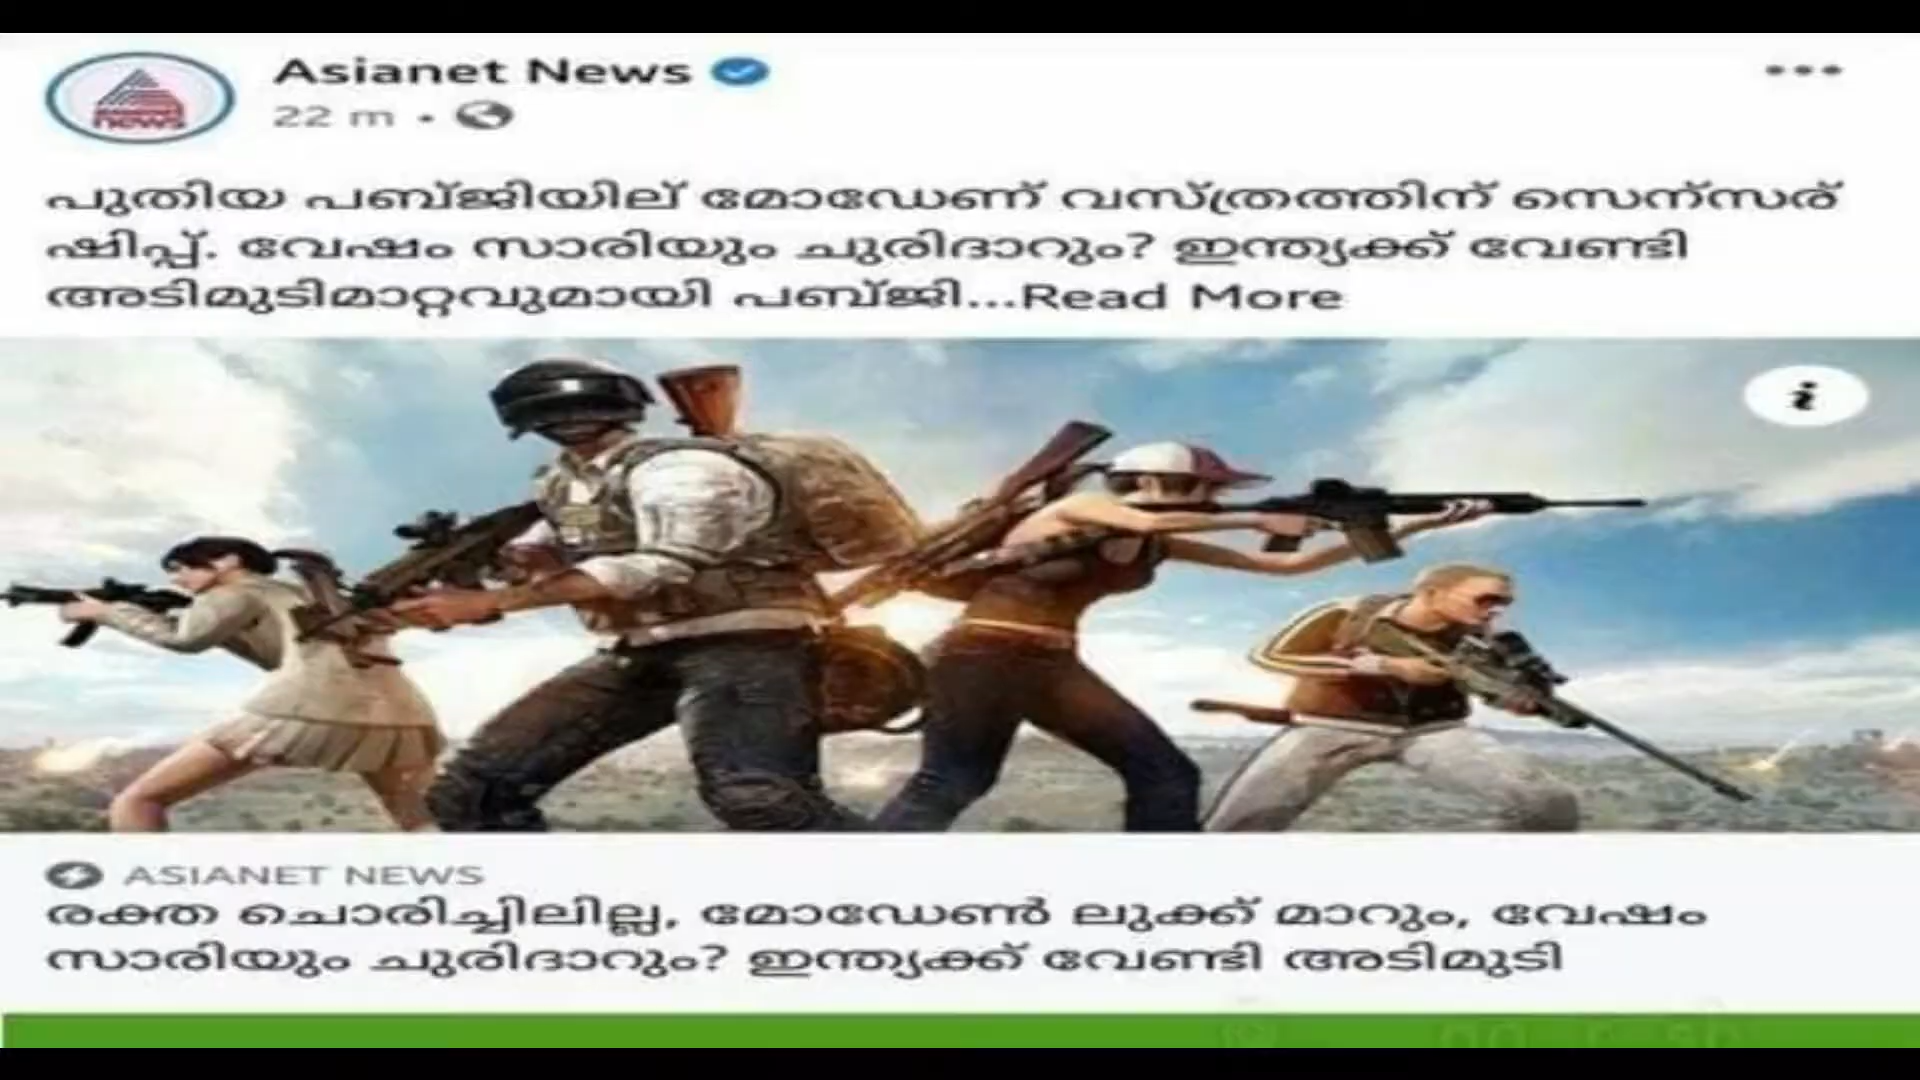 Asianet News
22 m
news
പുതിയ പബ്ജിയില് മോഡേണ് വസ്ത്രത്തിന് സെന്സര്
ഷിപ്പ്. വേഷം സാരിയും ചുരിദാറും? ഇന്ത്യക്ക് വേണ്ടി
അടിമുടിമാറ്റവുമായി പബ്ജി...Read More
i
ASIANET NEWS
രക്ത ചൊരിച്ചിലില്ല, മോഡേൺ ലുക്ക് മാറും, വേഷം
സാരിയും ചുരിദാറും? ഇന്ത്യക്ക് വേണ്ടി അടിമുടി